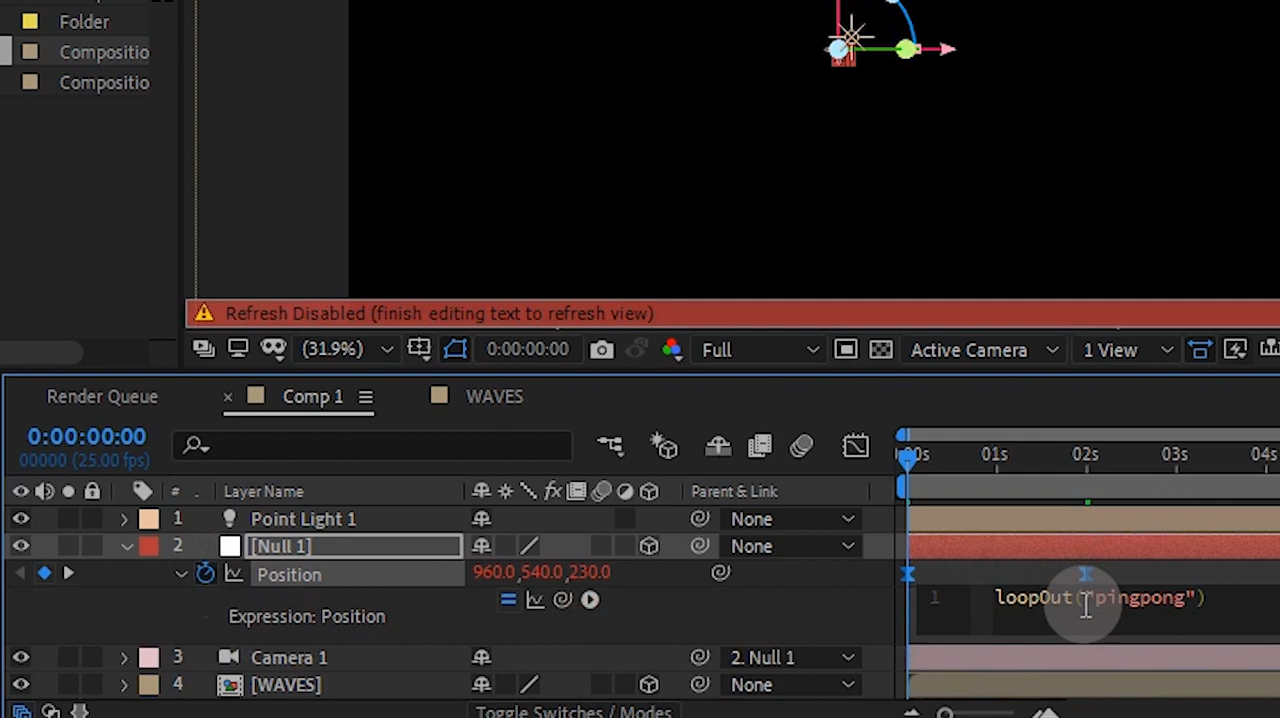 Folder
Compositio
Compositio
Refresh Disabled (finish editing text to refresh view)
(31.9%) 0:00:00:00 Full Active Camera 1 View
Render Queue × Comp 1 WAVES
0:00:00:00
00000 (25.00 fps)
00s 01s 02s 03s 04s
# . Layer Name fx Parent & Link
1 Point Light 1 None
2 [Null 1] None
Position 960.0,540.0,230.0
Expression: Position
1 loopOut("pingpong")
3 Camera 1 2. Null 1
4 [WAVES] None
Toggle Switches / Modes